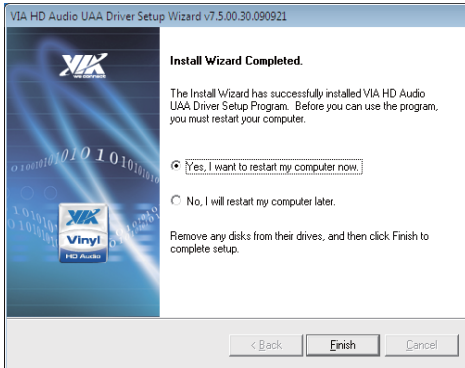 VIA HD Audio UAA Driver Setup Wizard v7.5.00.30.090921
VIA
we connect
Install Wizard Completed.
The Install Wizard has successfully installed VIA HD Audio
UAA Driver Setup Program. Before you can use the program,
you must restart your computer.
Yes, I want to restart my computer now.
No, I will restart my computer later.
Remove any disks from their drives, and then click Finish to
complete setup.
VIA
Vinyl
HD Audio
< Back
Finish
Cancel